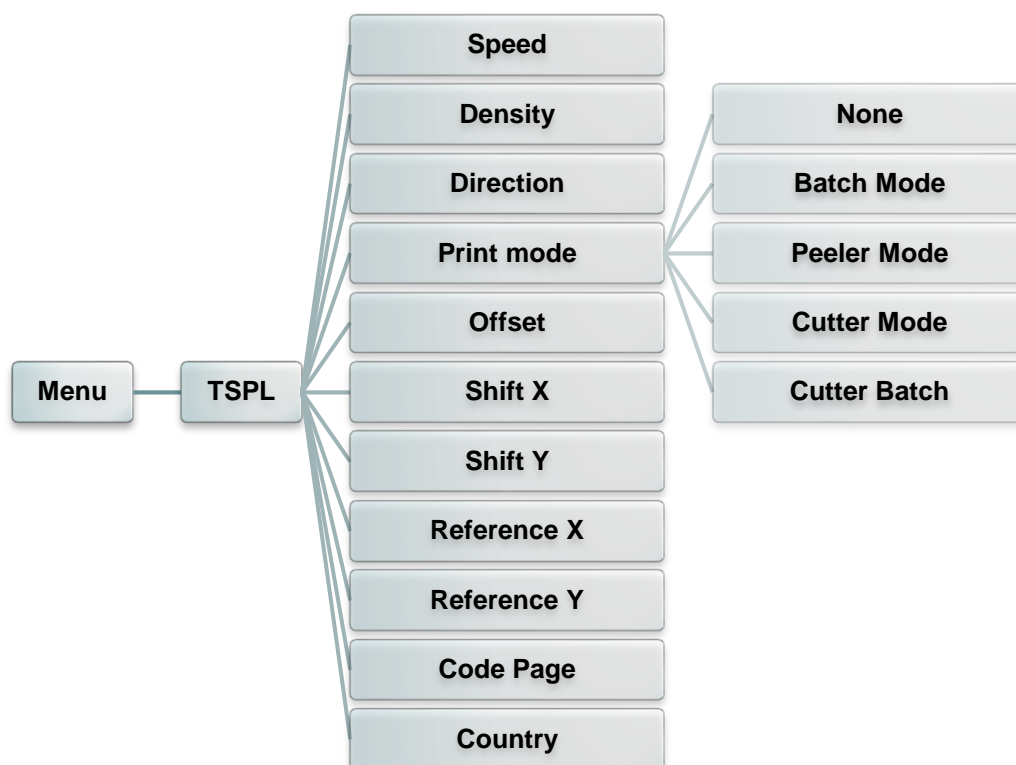 Menu
TSPL
Speed
Density
Direction
Print mode
Offset
Shift X
Shift Y
Reference X
Reference Y
Code Page
Country
None
Batch Mode
Peeler Mode
Cutter Mode
Cutter Batch